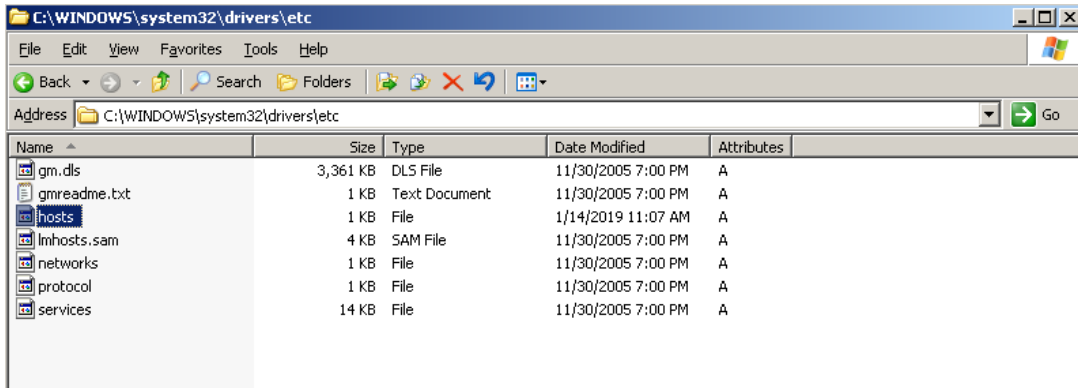 C:\WINDOWS\system32\drivers\etc
File Edit View Favorites Tools Help
Back Search Folders
Address C:\WINDOWS\system32\drivers\etc Go
Name Size Type Date Modified Attributes
gm.dls 3,361 KB DLS File 11/30/2005 7:00 PM A
gmreadme.txt 1 KB Text Document 11/30/2005 7:00 PM A
hosts 1 KB File 1/14/2019 11:07 AM A
lmhosts.sam 4 KB SAM File 11/30/2005 7:00 PM A
networks 1 KB File 11/30/2005 7:00 PM A
protocol 1 KB File 11/30/2005 7:00 PM A
services 14 KB File 11/30/2005 7:00 PM A